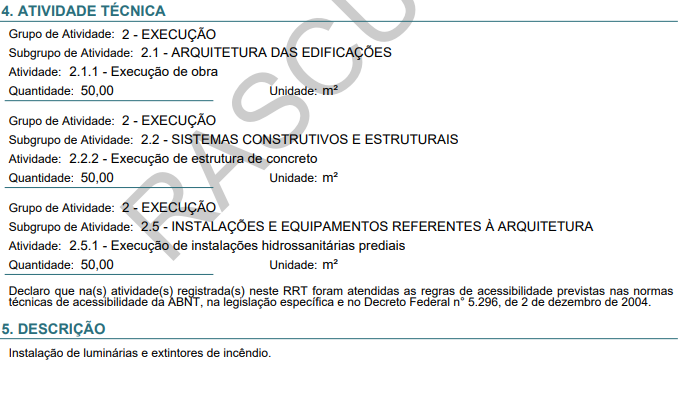 4. ATIVIDADE TÉCNICA
Grupo de Atividade: 2 - EXECUÇÃO
Subgrupo de Atividade: 2.1 - ARQUITETURA DAS EDIFICAÇÕES
Atividade: 2.1.1 - Execução de obra
Quantidade: 50,00 Unidade: m²
Grupo de Atividade: 2 - EXECUÇÃO
Subgrupo de Atividade: 2.2 - SISTEMAS CONSTRUTIVOS E ESTRUTURAIS
Atividade: 2.2.2 - Execução de estrutura de concreto
Quantidade: 50,00 Unidade: m²
Grupo de Atividade: 2 - EXECUÇÃO
Subgrupo de Atividade: 2.5 - INSTALAÇÕES E EQUIPAMENTOS REFERENTES À ARQUITETURA
Atividade: 2.5.1 - Execução de instalações hidrossanitárias prediais
Quantidade: 50,00 Unidade: m²
Declaro que na(s) atividade(s) registrada(s) neste RRT foram atendidas as regras de acessibilidade previstas nas normas
técnicas de acessibilidade da ABNT, na legislação específica e no Decreto Federal n° 5.296, de 2 de dezembro de 2004.
5. DESCRIÇÃO
Instalação de luminárias e extintores de incêndio.
RASCU